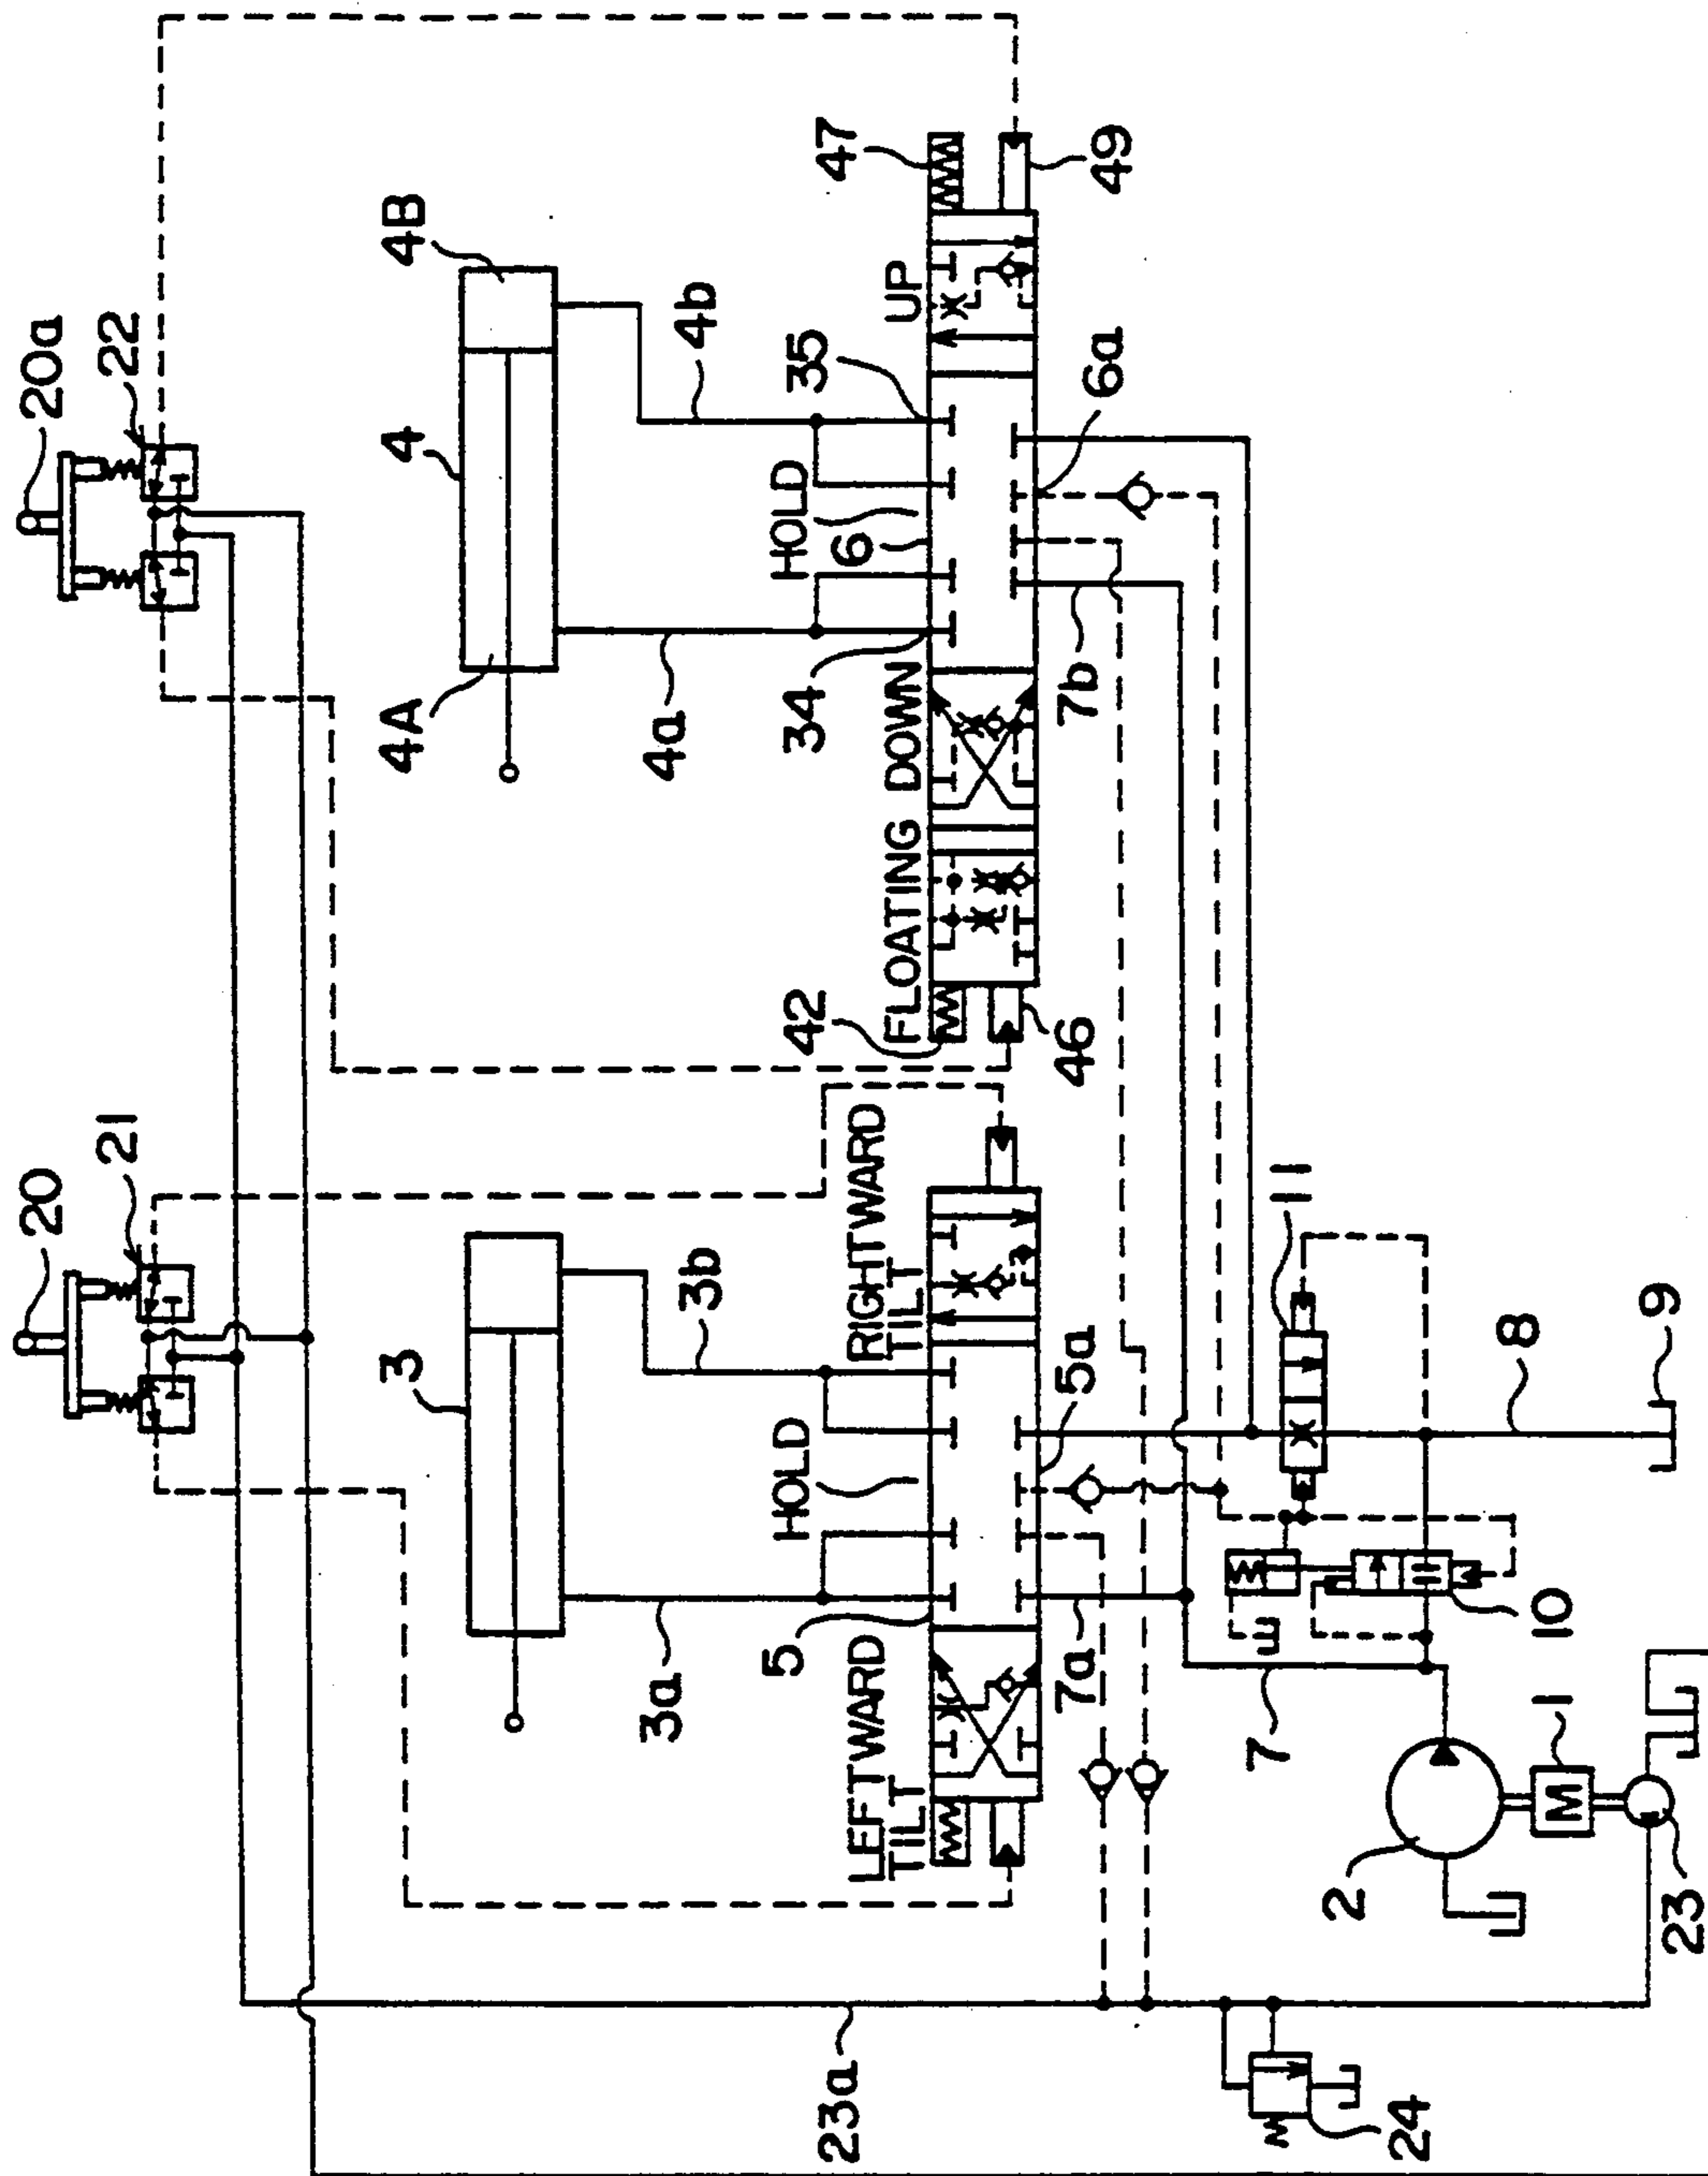 20
21
20a
22
3
3a
3b
4
4A
4B
4a
4b
LEFTWARD
TILT
5
HOLD
RIGHTWARD
TILT
5a
7a
FLOATING
DOWN
42
46
34
HOLD
6
35
UP
47
49
7b
6a
23a
24
2
1
23
7
10
11
8
9
M